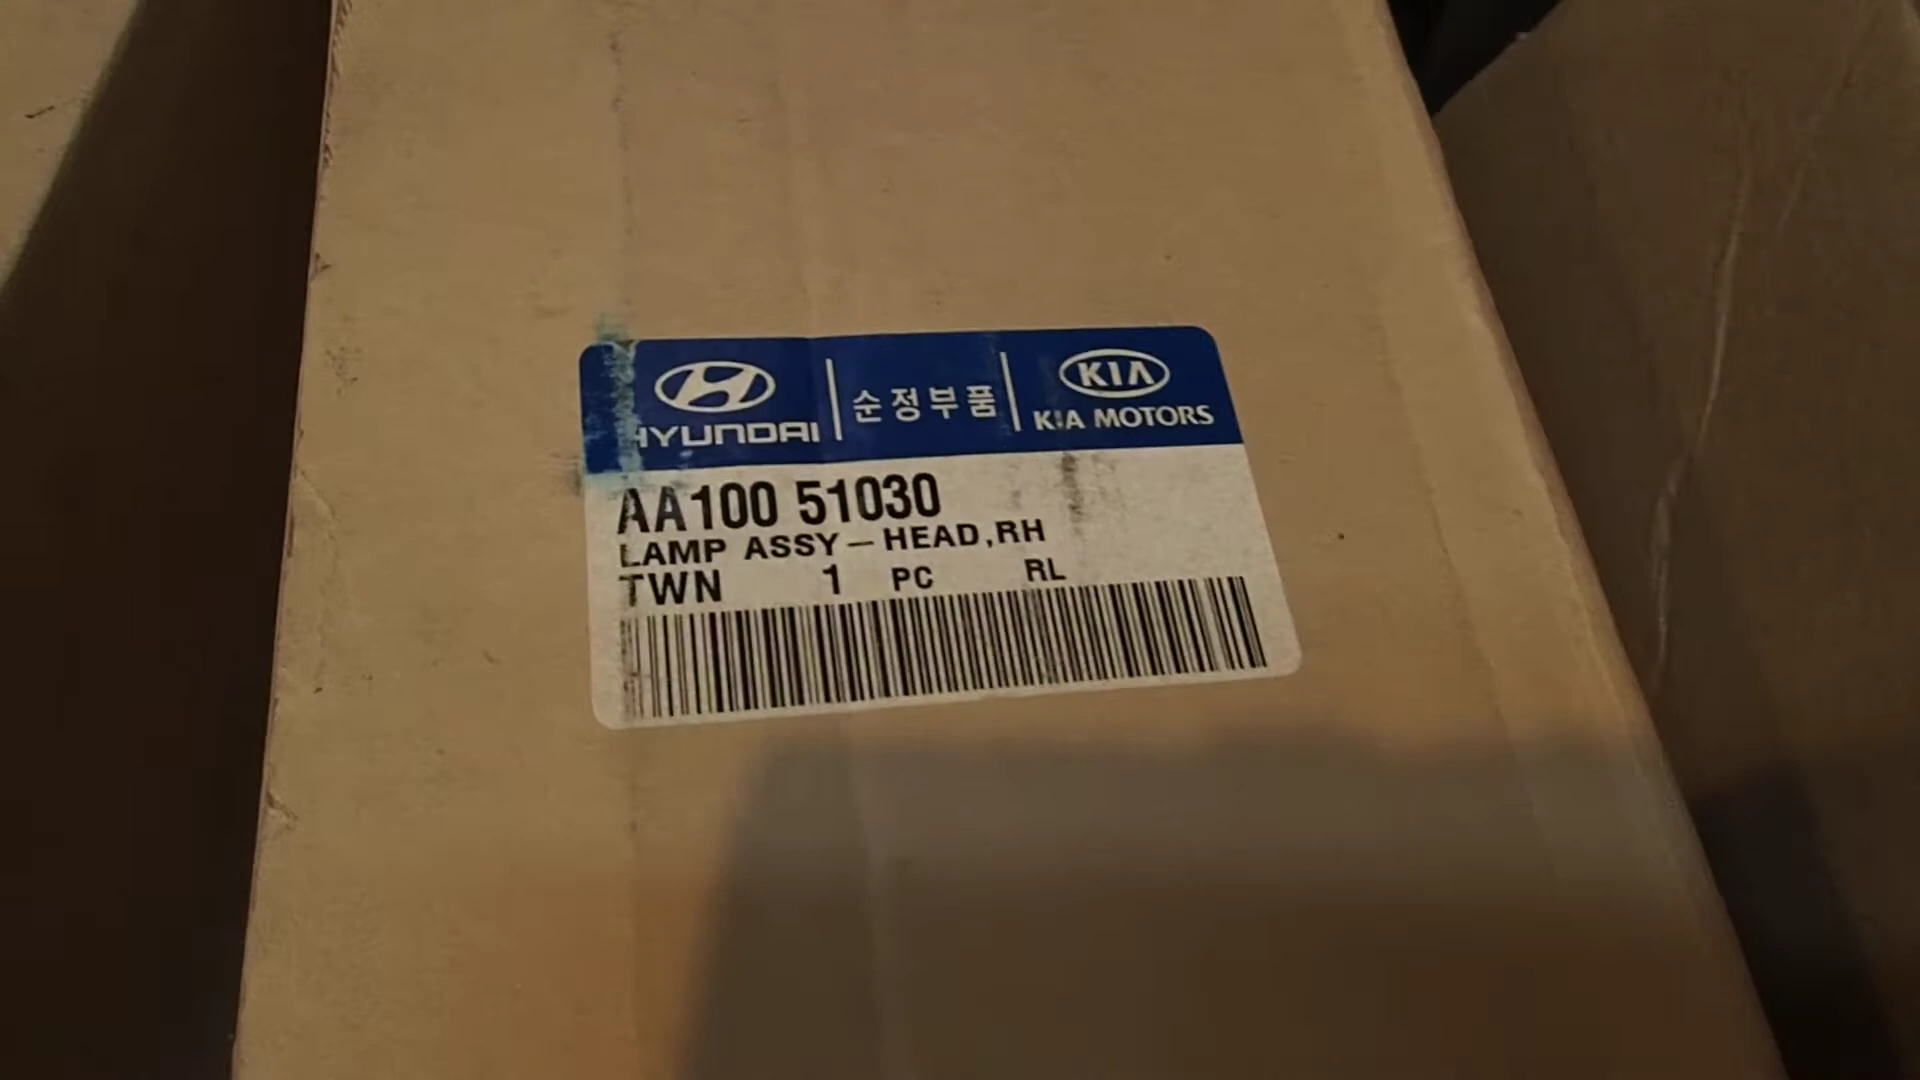 HYUNDAI
순정부품
KIA
KIA MOTORS
AA100 51030
LAMP ASSY-HEAD,RH
TWN 1 PC RL